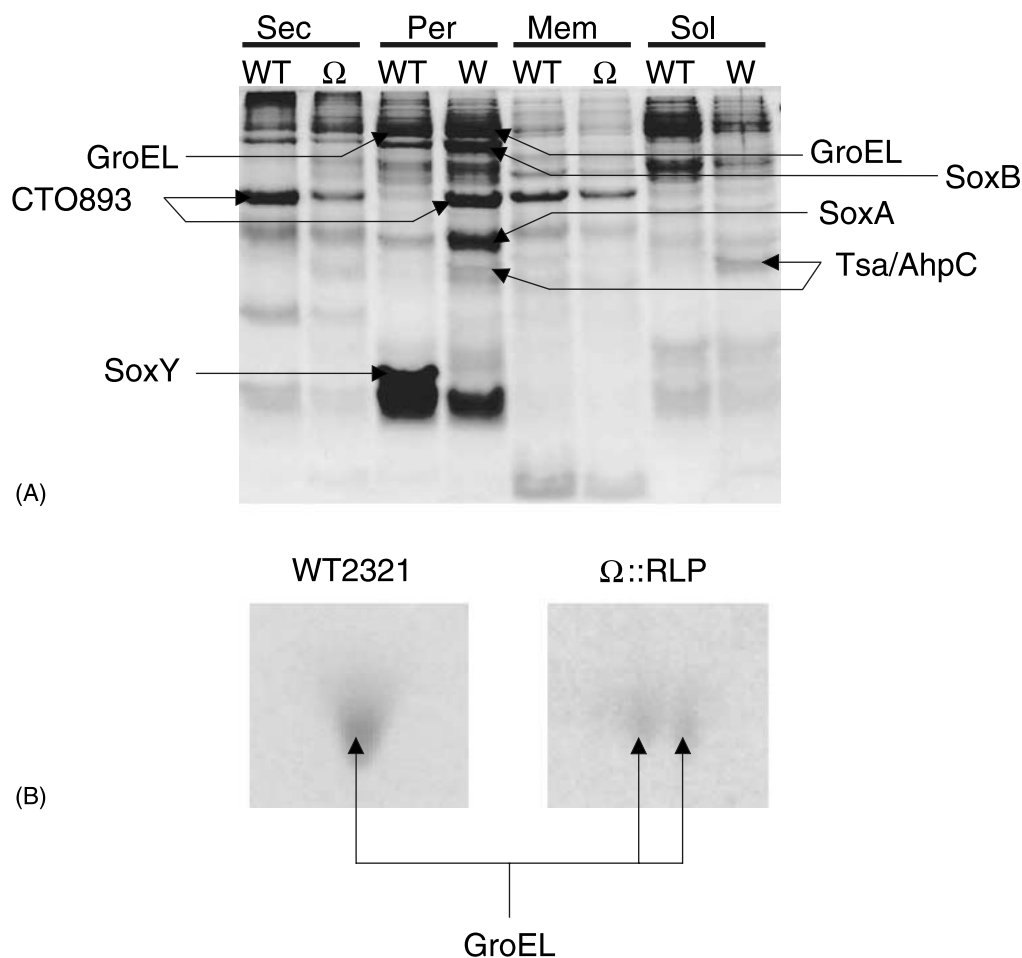 Sec Per Mem Sol
WT Ω WT W WT Ω WT W
GroEL GroEL
SoxB
CTO893
SoxA
Tsa/AhpC
SoxY
(A)
WT2321 Ω::RLP
(B)
GroEL